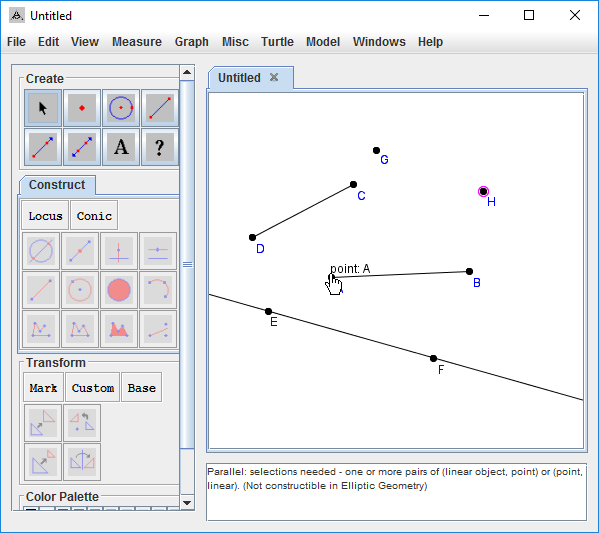 Untitled
File Edit View Measure Graph Misc Turtle Model Windows Help
Create
A ?
Construct
Locus Conic
Transform
Mark Custom Base
Color Palette
Untitled
G
C
H
D
point: A
B
E
F
Parallel: selections needed - one or more pairs of (linear object, point) or (point,
linear). (Not constructible in Elliptic Geometry)